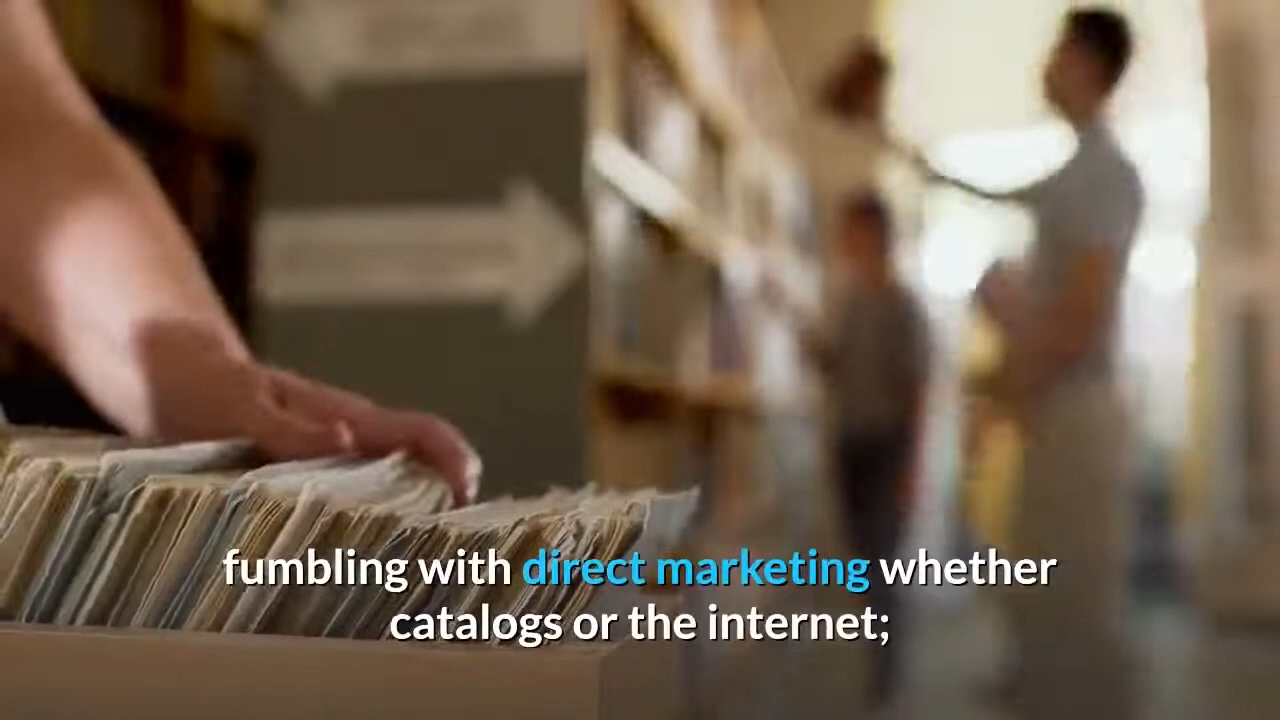 fumbling with direct marketing whether
catalogs or the internet;